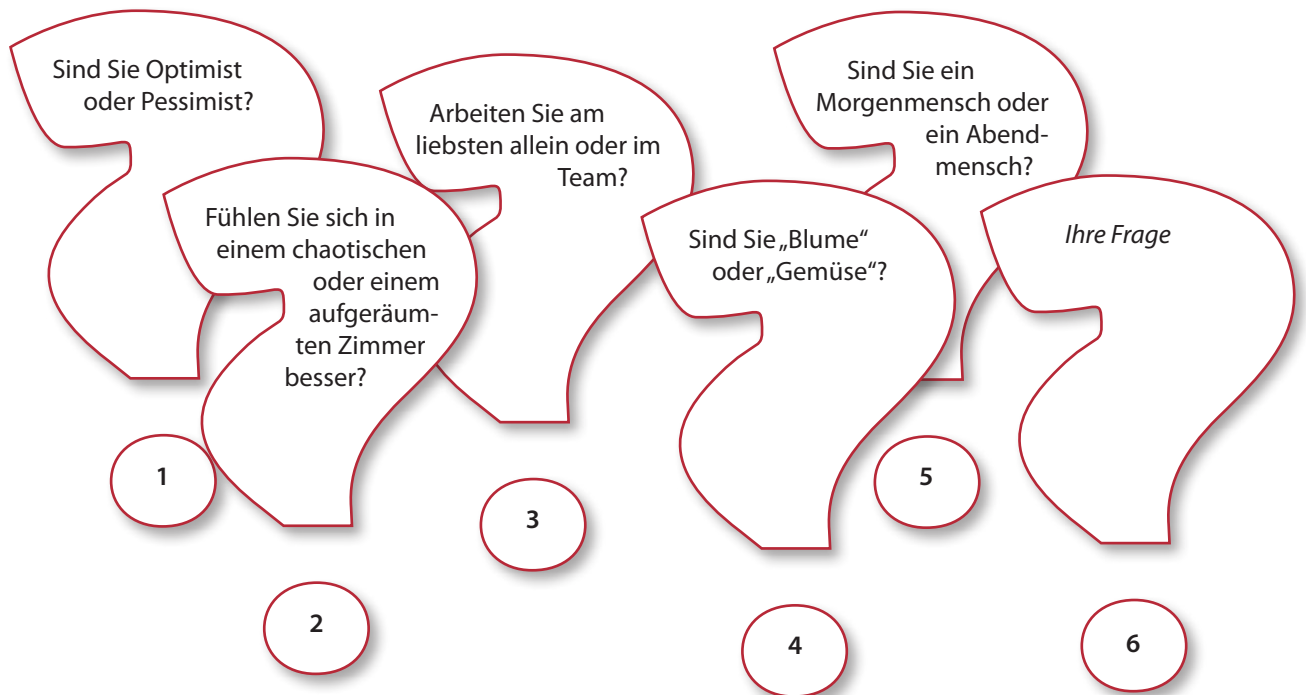 Sind Sie Optimist
oder Pessimist?
1
Fühlen Sie sich in
einem chaotischen
oder einem
aufgeräum-
ten Zimmer
besser?
2
Arbeiten Sie am
liebsten allein oder im
Team?
3
Sind Sie „Blume“
oder „Gemüse“?
4
Sind Sie ein
Morgenmensch oder
ein Abend-
mensch?
5
Ihre Frage
6